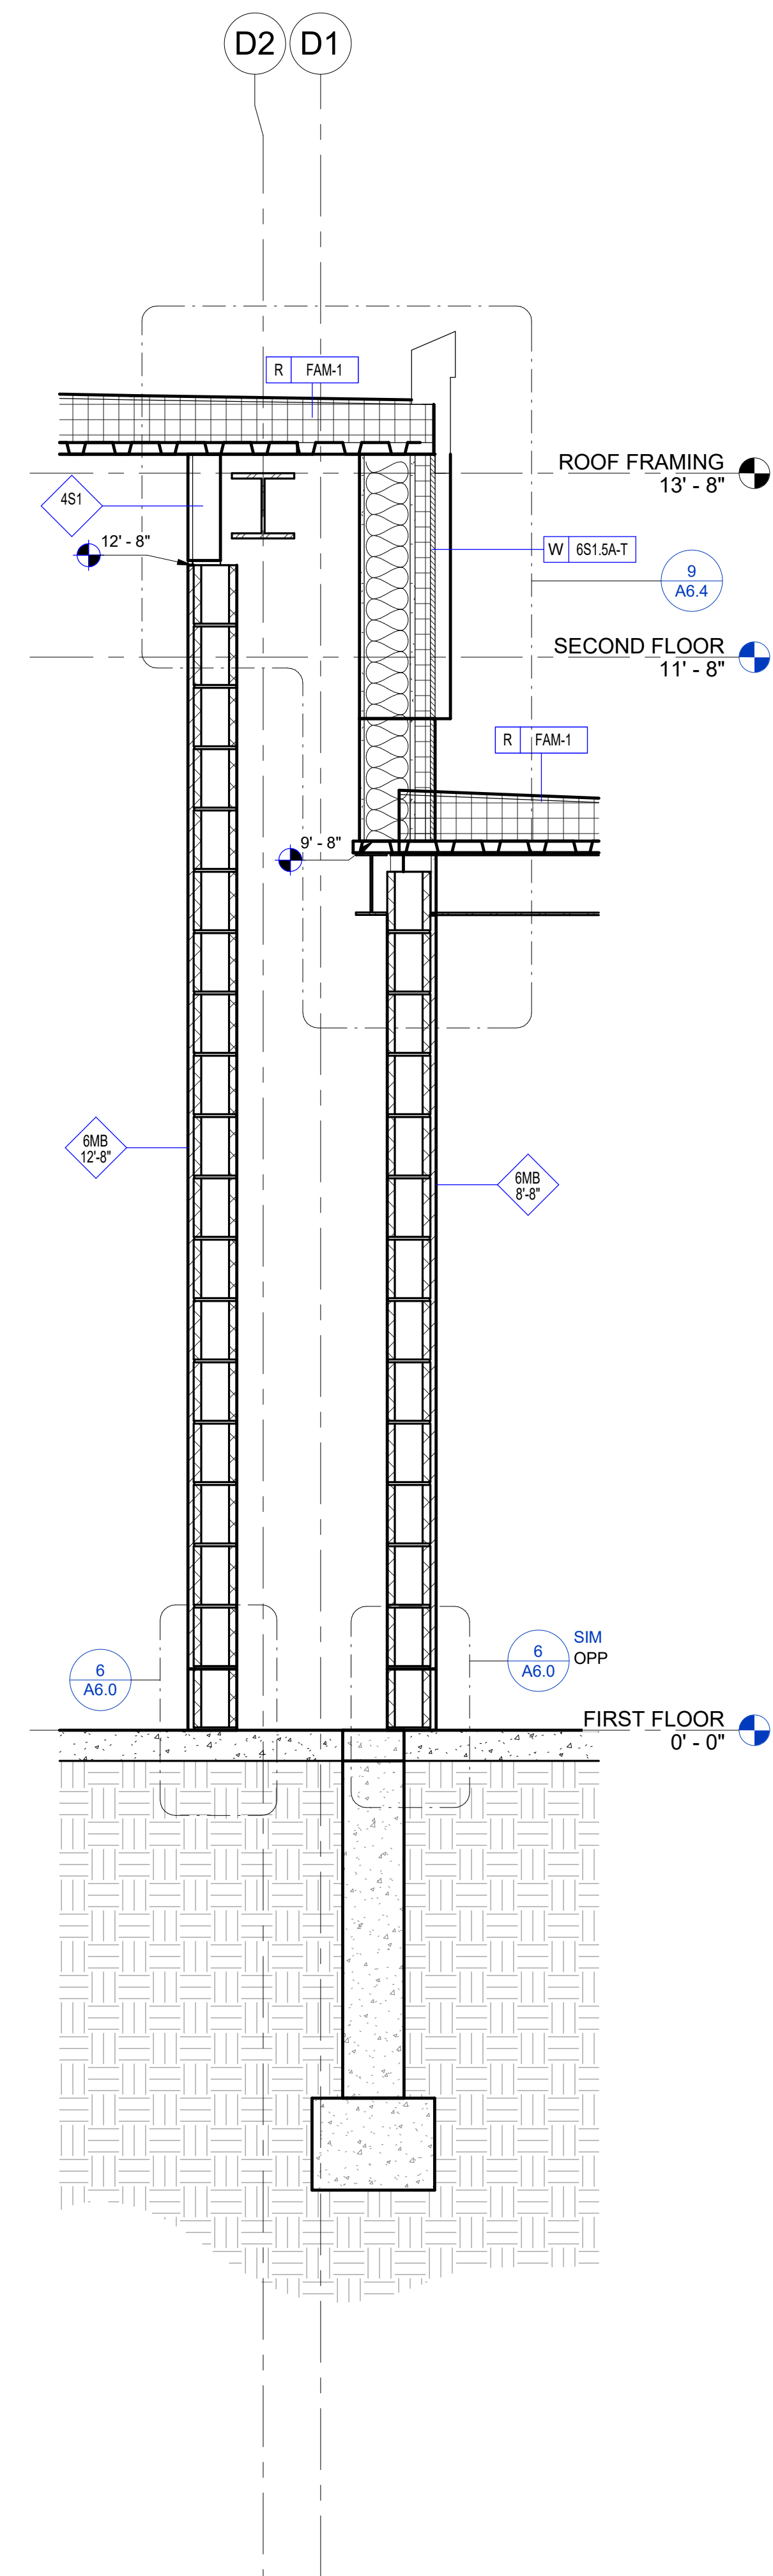 D2 D1
R FAM-1
ROOF FRAMING
13' - 8"
4S1
12' - 8"
W 6S1.5A-T
9
A6.4
SECOND FLOOR
11' - 8"
R FAM-1
9' - 8"
6MB
12'-8"
6MB
8'-8"
6
A6.0
6
A6.0
SIM
OPP
FIRST FLOOR
0' - 0"